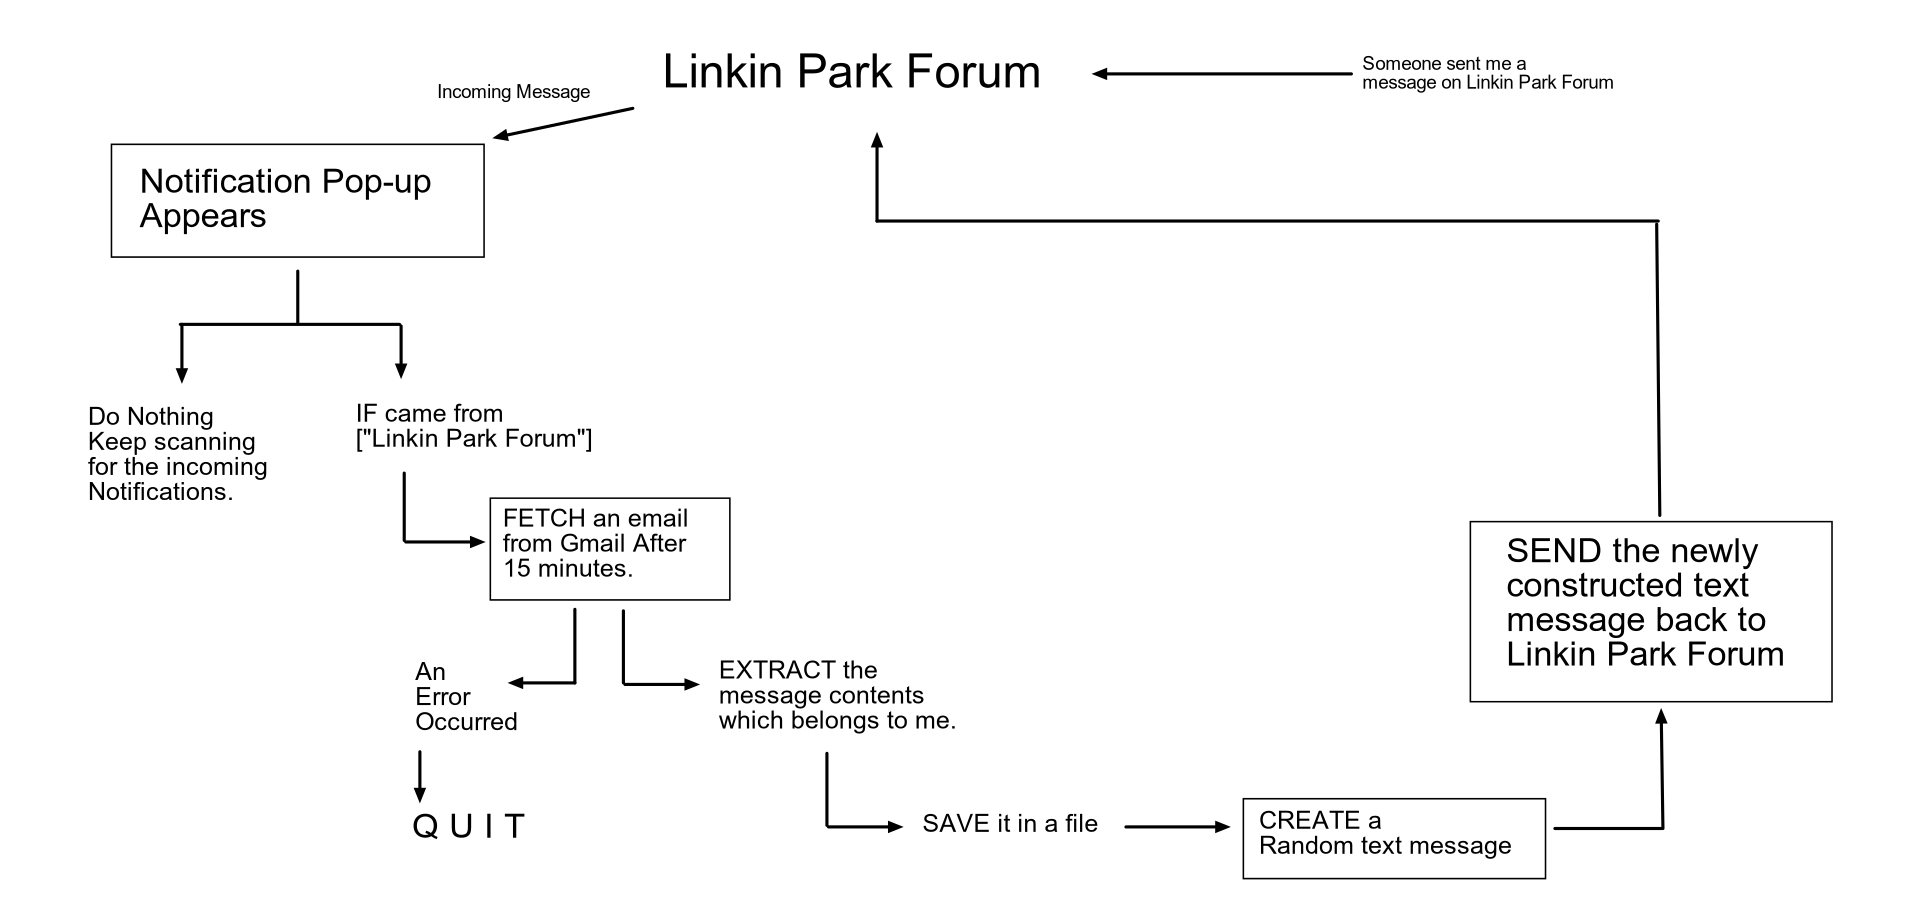 Linkin Park Forum
Someone sent me a
message on Linkin Park Forum
Incoming Message
Notification Pop-up
Appears
Do Nothing
Keep scanning
for the incoming
Notifications.
IF came from
["Linkin Park Forum"]
FETCH an email
from Gmail After
15 minutes.
An
Error
Occurred
Q U I T
EXTRACT the
message contents
which belongs to me.
SAVE it in a file
CREATE a
Random text message
SEND the newly
constructed text
message back to
Linkin Park Forum